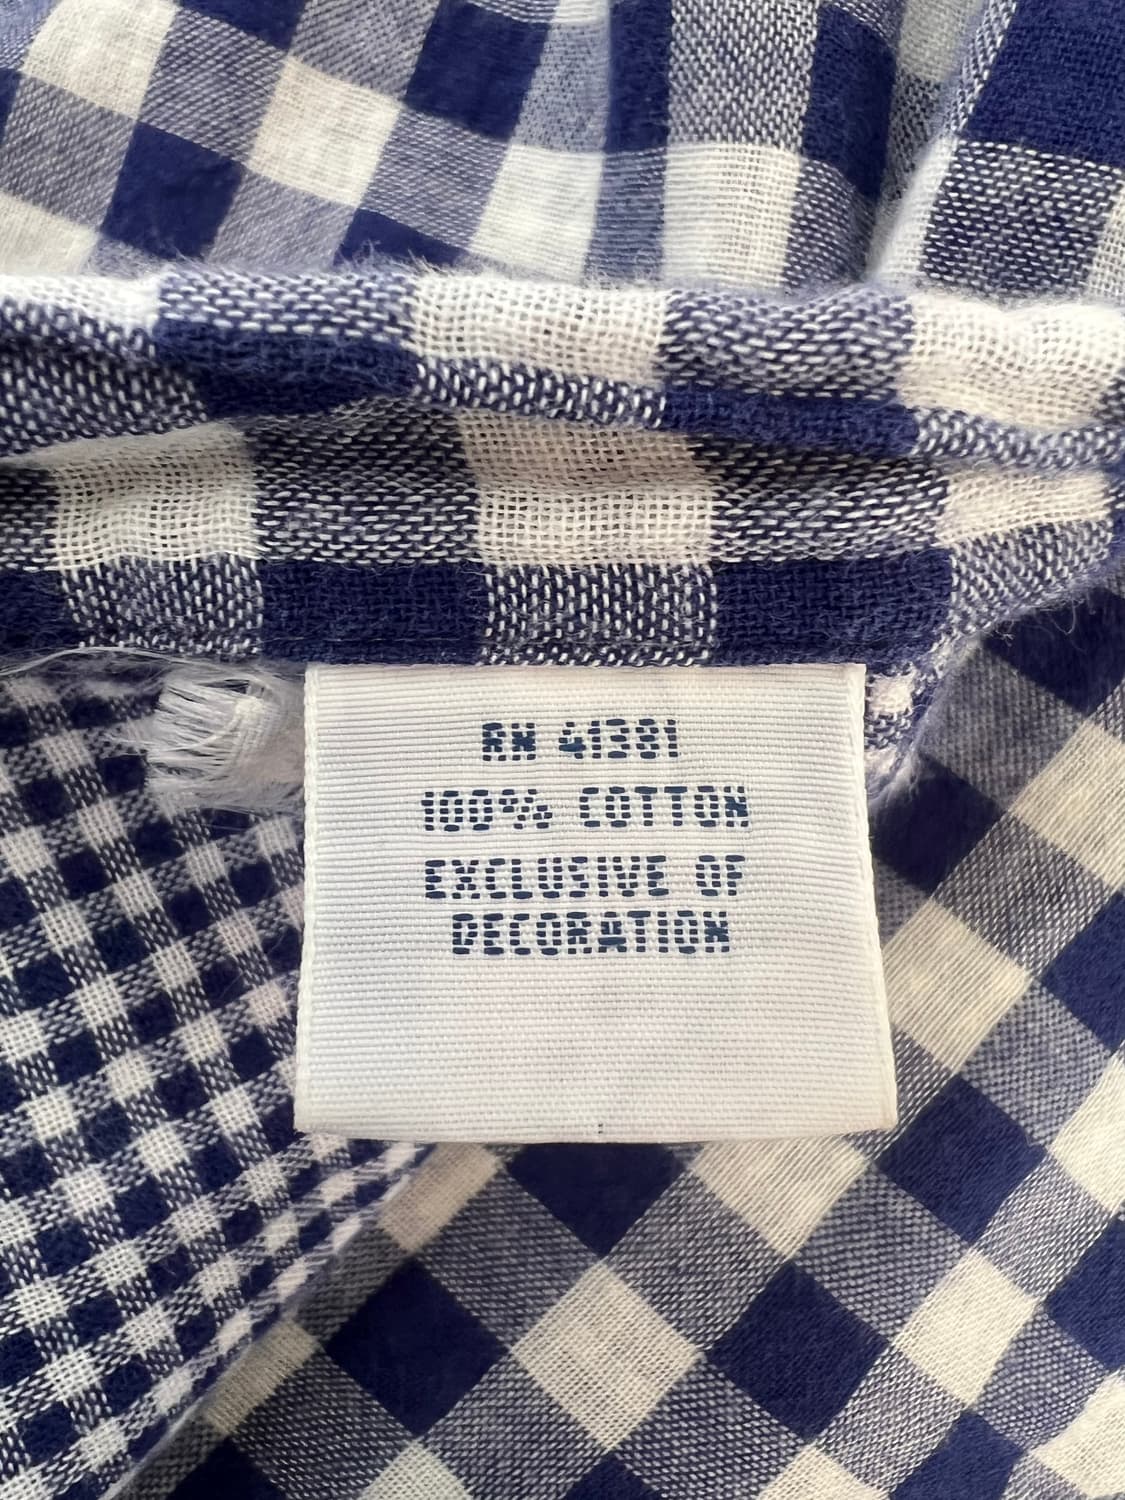 RN 41381
100% COTTON
EXCLUSIVE OF
DECORATION